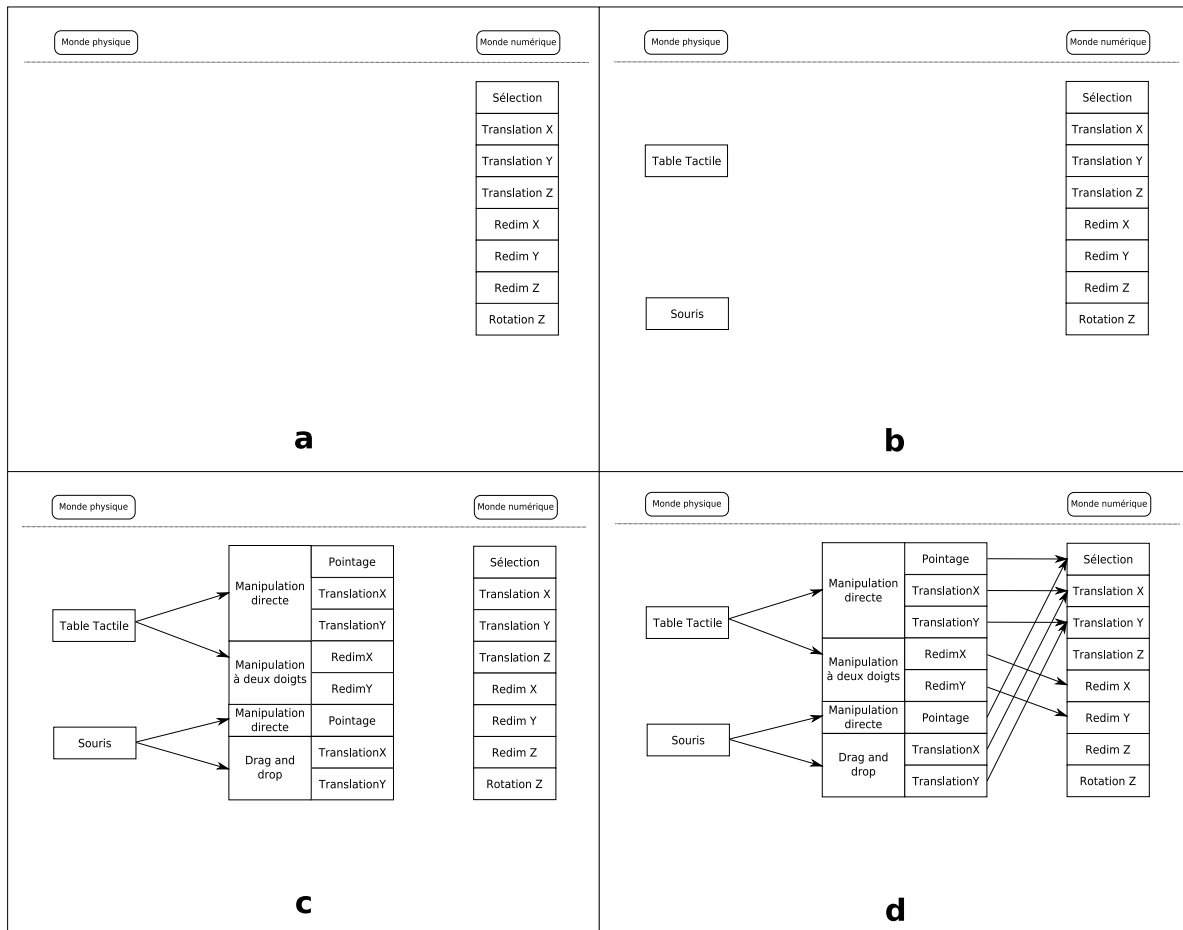 Monde physique
Monde numérique
Sélection
Translation X
Translation Y
Translation Z
Redim X
Redim Y
Redim Z
Rotation Z
a
Monde physique
Monde numérique
Table Tactile
Souris
Sélection
Translation X
Translation Y
Translation Z
Redim X
Redim Y
Redim Z
Rotation Z
b
Monde physique
Monde numérique
Table Tactile
Souris
Manipulation
directe
Pointage
TranslationX
TranslationY
Manipulation
à deux doigts
RedimX
RedimY
Manipulation
directe
Pointage
Drag and
drop
TranslationX
TranslationY
Sélection
Translation X
Translation Y
Translation Z
Redim X
Redim Y
Redim Z
Rotation Z
c
Monde physique
Monde numérique
Table Tactile
Souris
Manipulation
directe
Pointage
TranslationX
TranslationY
Manipulation
à deux doigts
RedimX
RedimY
Manipulation
directe
Pointage
Drag and
drop
TranslationX
TranslationY
Sélection
Translation X
Translation Y
Translation Z
Redim X
Redim Y
Redim Z
Rotation Z
d